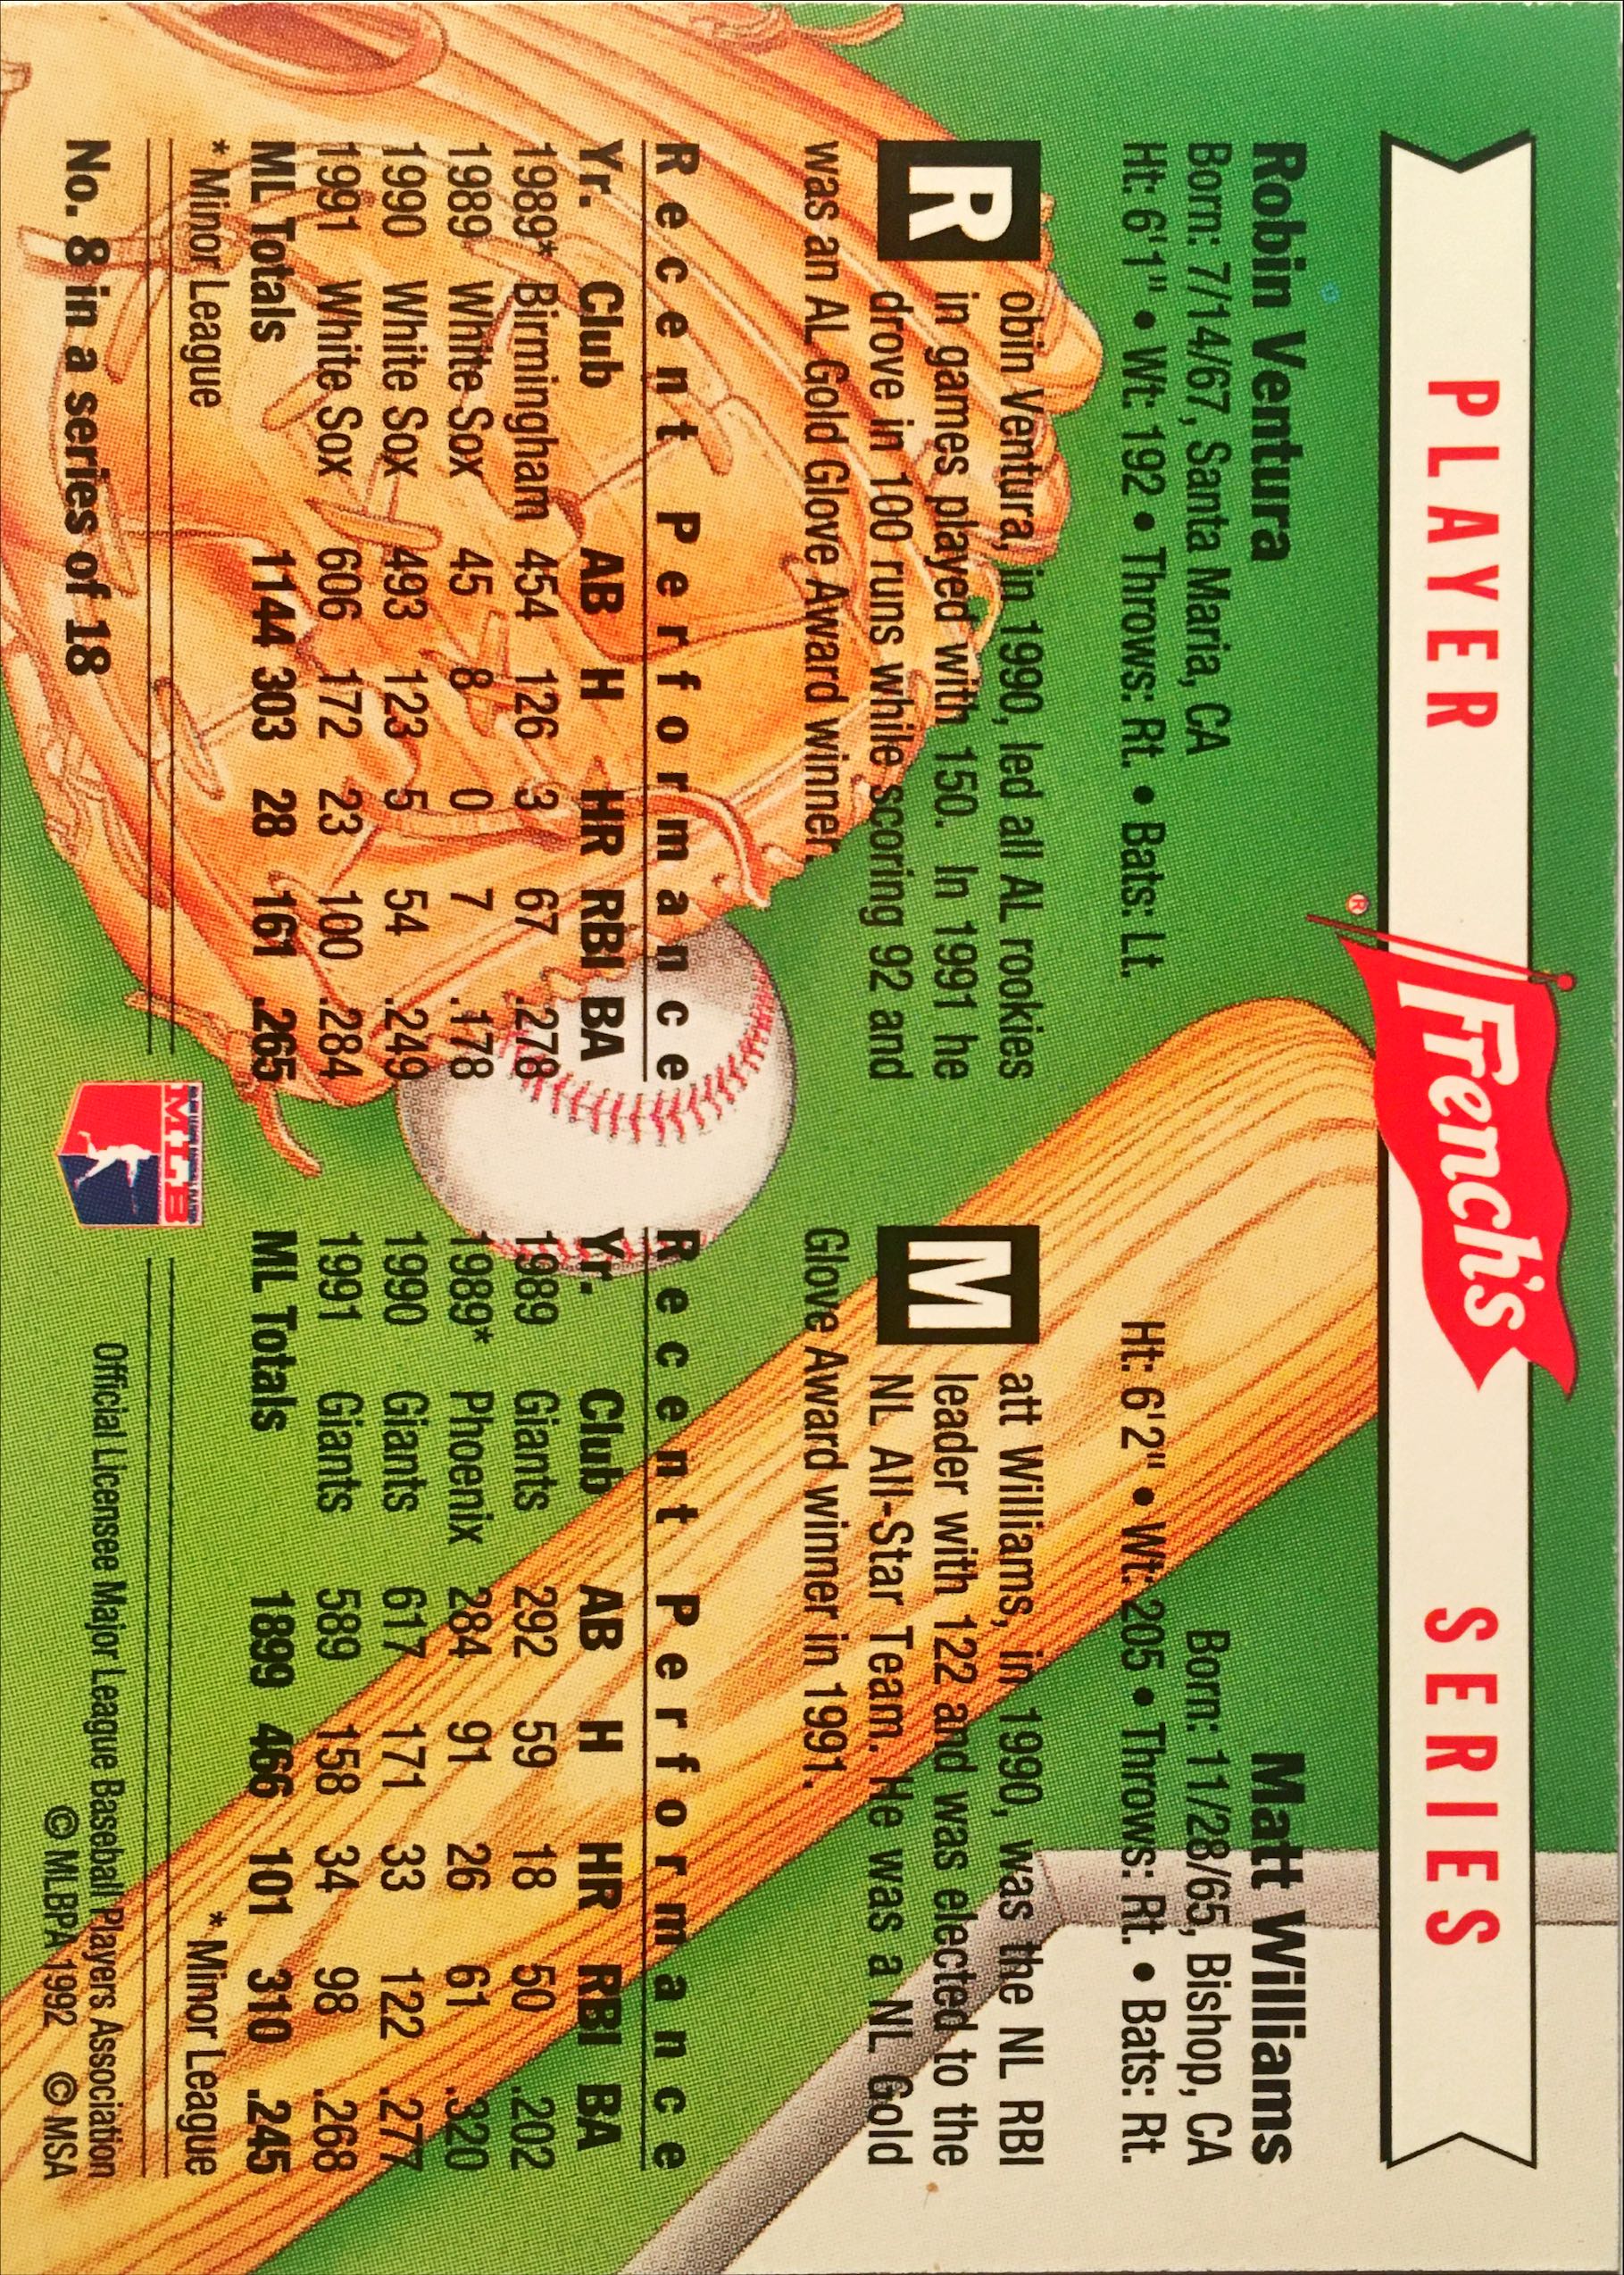 PLAYER French's SERIES
®
Robin Ventura
Born: 7/14/67, Santa Maria, CA
Ht: 6'1" • Wt: 192 • Throws: Rt. • Bats: Lt.
Robin Ventura, in 1990, led all AL rookies
in games played with 150. In 1991 he
drove in 100 runs while scoring 92 and
was an AL Gold Glove Award winner.
Recent Performance
Yr. Club AB H HR RBI BA
1989* Birmingham 454 126 3 67 .278
1989 White Sox 45 8 0 7 .178
1990 White Sox 493 123 5 54 .249
1991 White Sox 606 172 23 100 .284
ML Totals 1144 303 28 161 .265
* Minor League
No. 8 in a series of 18
Matt Williams
Born: 11/28/65, Bishop, CA
Ht: 6'2" • Wt: 205 • Throws: Rt. • Bats: Rt.
Matt Williams, in 1990, was the NL RBI
leader with 122 and was elected to the
NL All-Star Team. He was a NL Gold
Glove Award winner in 1991.
Recent Performance
Yr. Club AB H HR RBI BA
1989 Giants 292 59 18 50 .202
1989* Phoenix 284 91 26 61 .320
1990 Giants 617 171 33 122 .277
1991 Giants 589 158 34 98 .268
ML Totals 1899 466 101 310 .245
* Minor League
MLB
Official Licensee Major League Baseball Players Association
© MLBPA 1992 © MSA